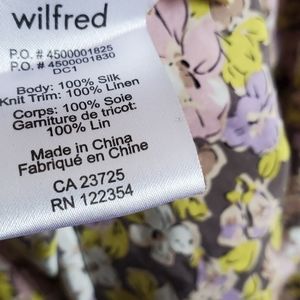 wilfred
P.O. # 4500001825
P.O. # 4500001830
DC1
Body: 100% Silk
Knit Trim: 100% Linen
Corps: 100% Soie
Garniture de tricot:
100% Lin
Made in China
Fabriqué en Chine
CA 23725
RN 122354